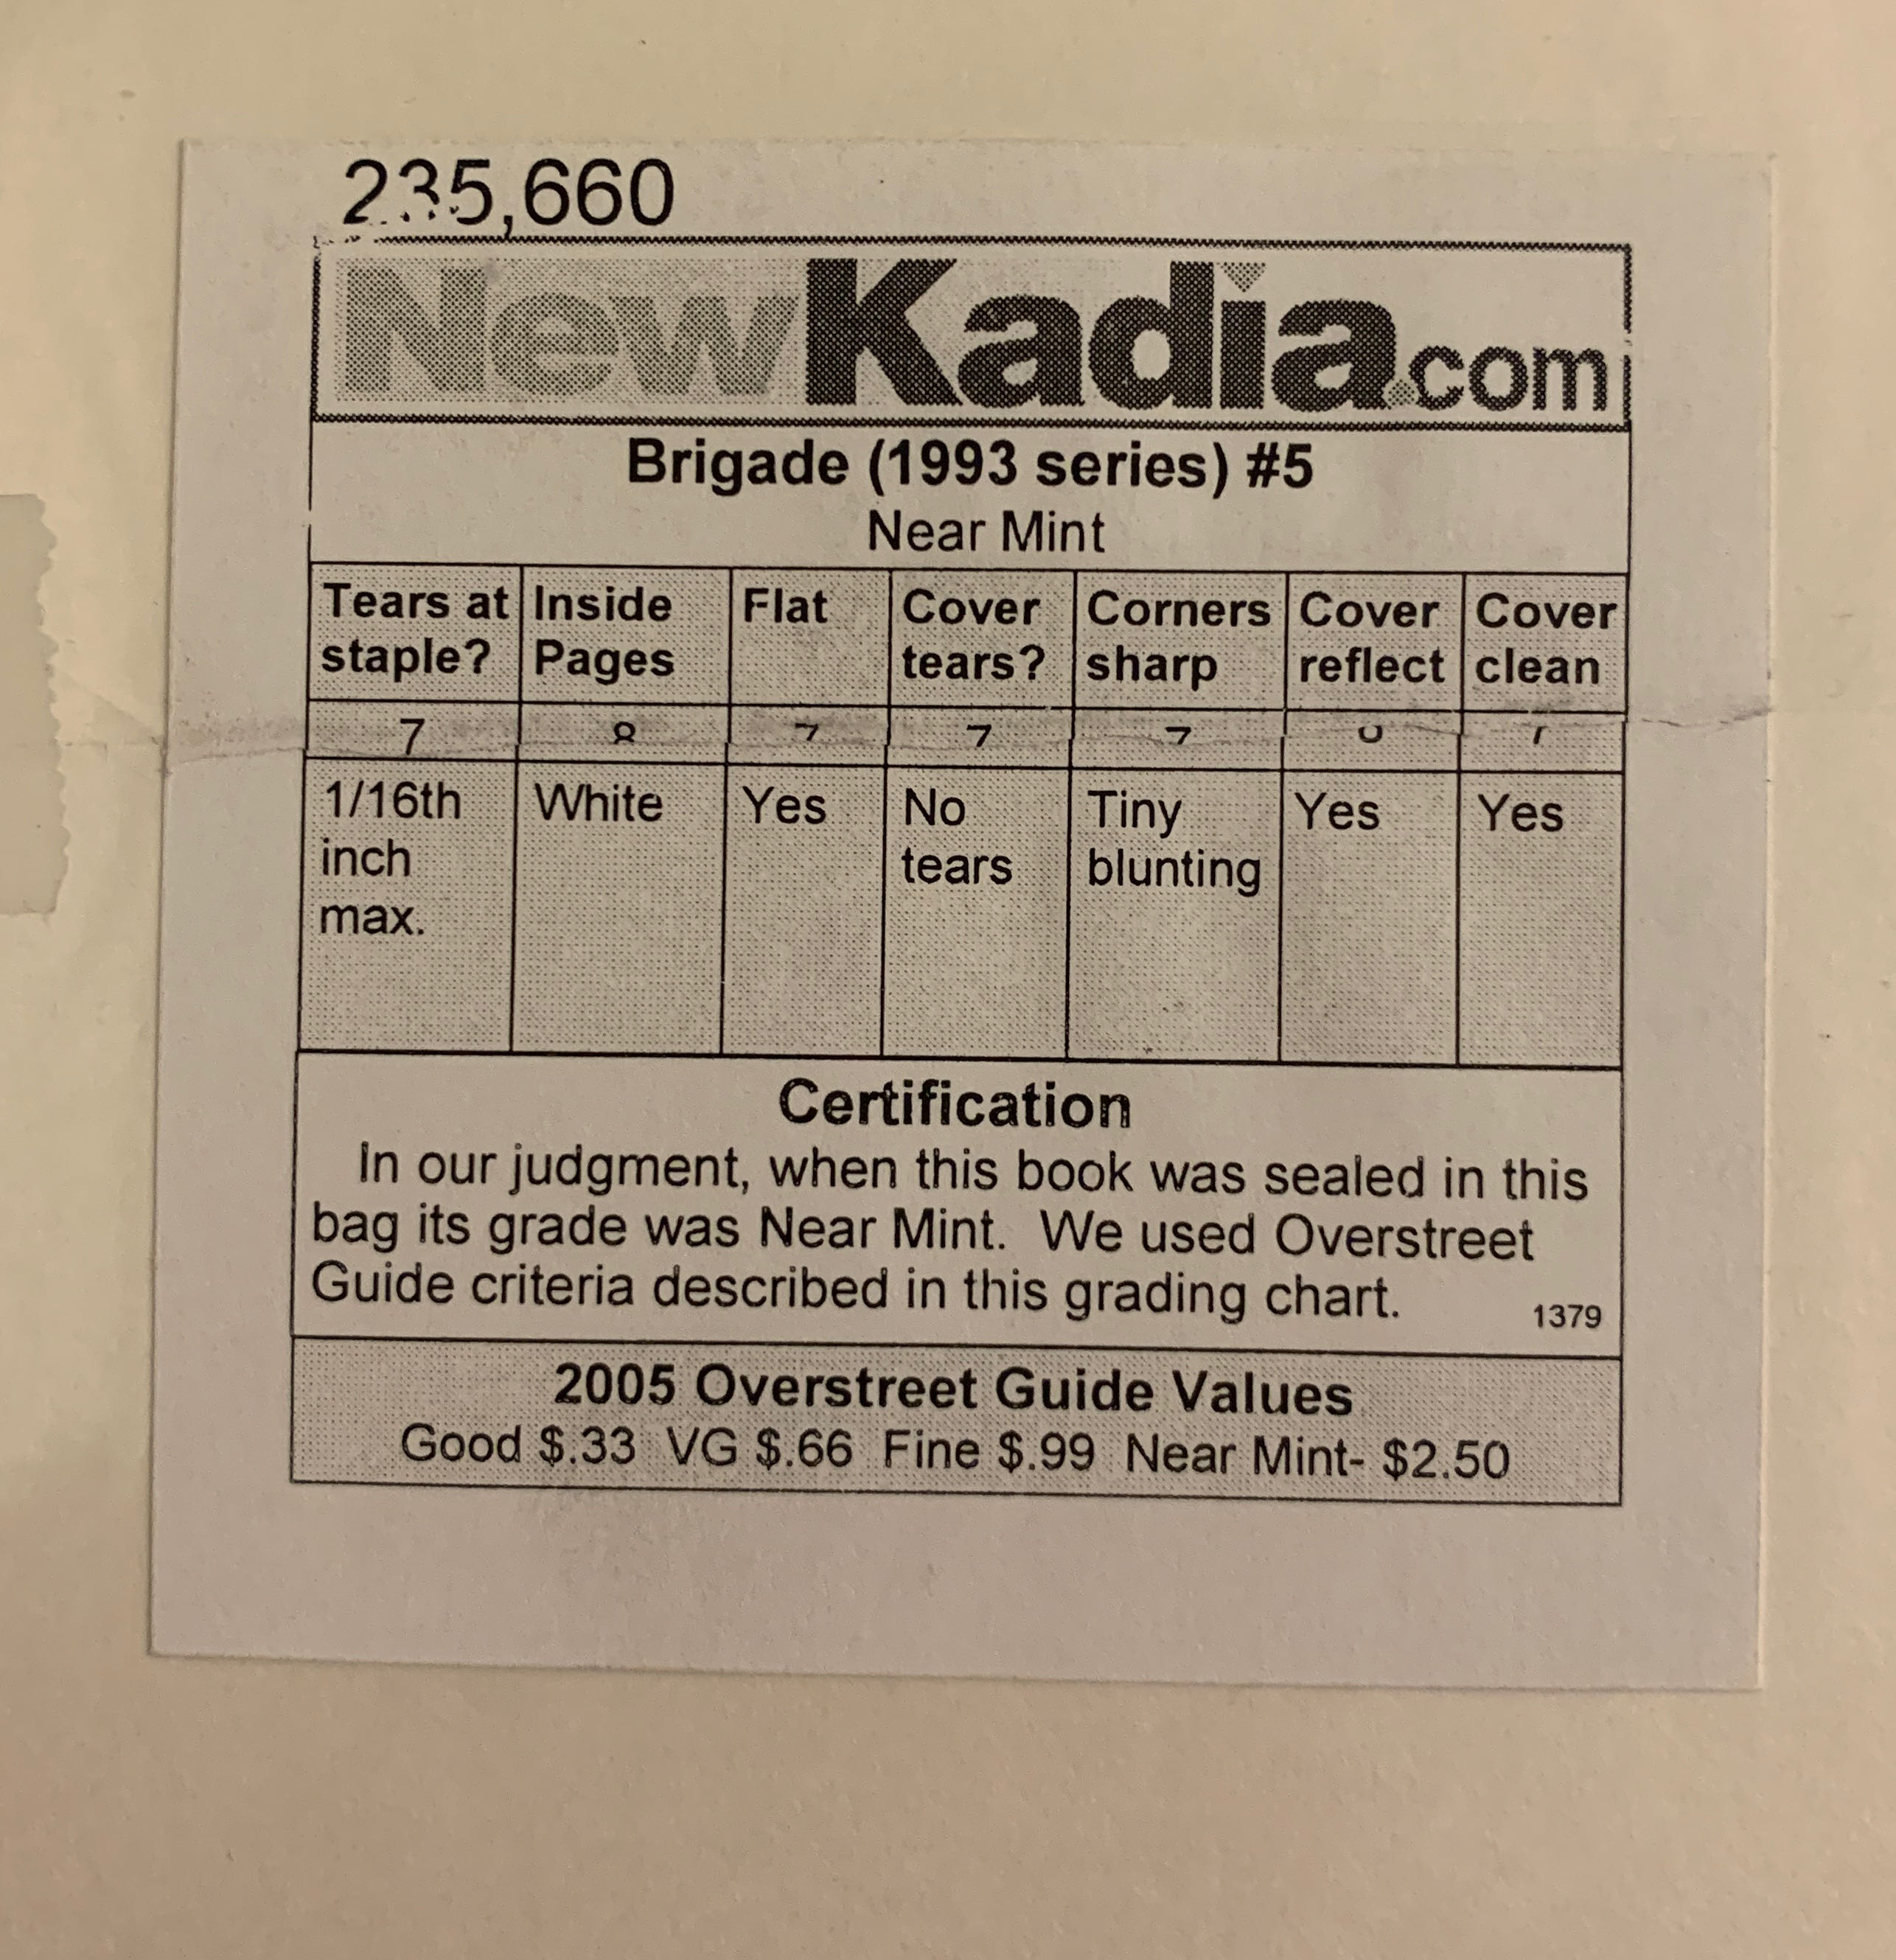 235,660
NewKadia.com
Brigade (1993 series) #5
Near Mint
Tears at staple? Inside Pages Flat Cover tears? Corners sharp Cover reflect Cover clean
7 8 7 7 7
1/16th inch max. White Yes No tears Tiny blunting Yes Yes
Certification
In our judgment, when this book was sealed in this
bag its grade was Near Mint. We used Overstreet
Guide criteria described in this grading chart. 1379
2005 Overstreet Guide Values
Good $.33 VG $.66 Fine $.99 Near Mint- $2.50